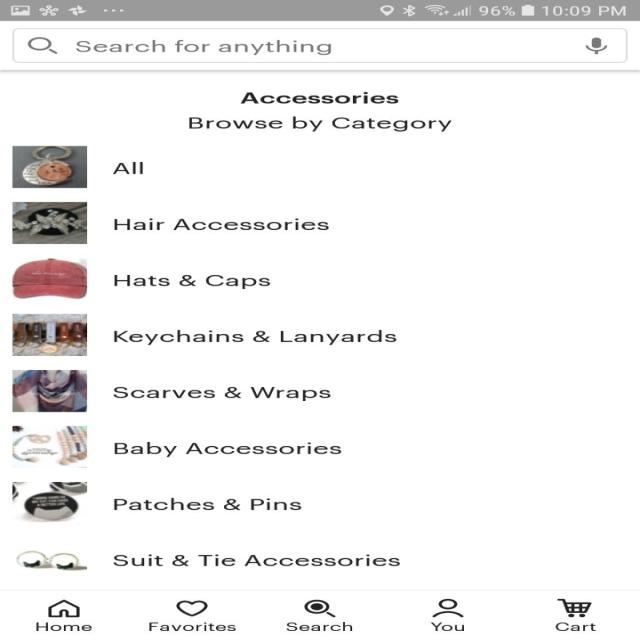 96% 10:09 PM
Search for anything
Accessories
Browse by Category
All
Hair Accessories
Hats & Caps
Keychains & Lanyards
Scarves & Wraps
Baby Accessories
Patches & Pins
Suit & Tie Accessories
Home Favorites Search You Cart